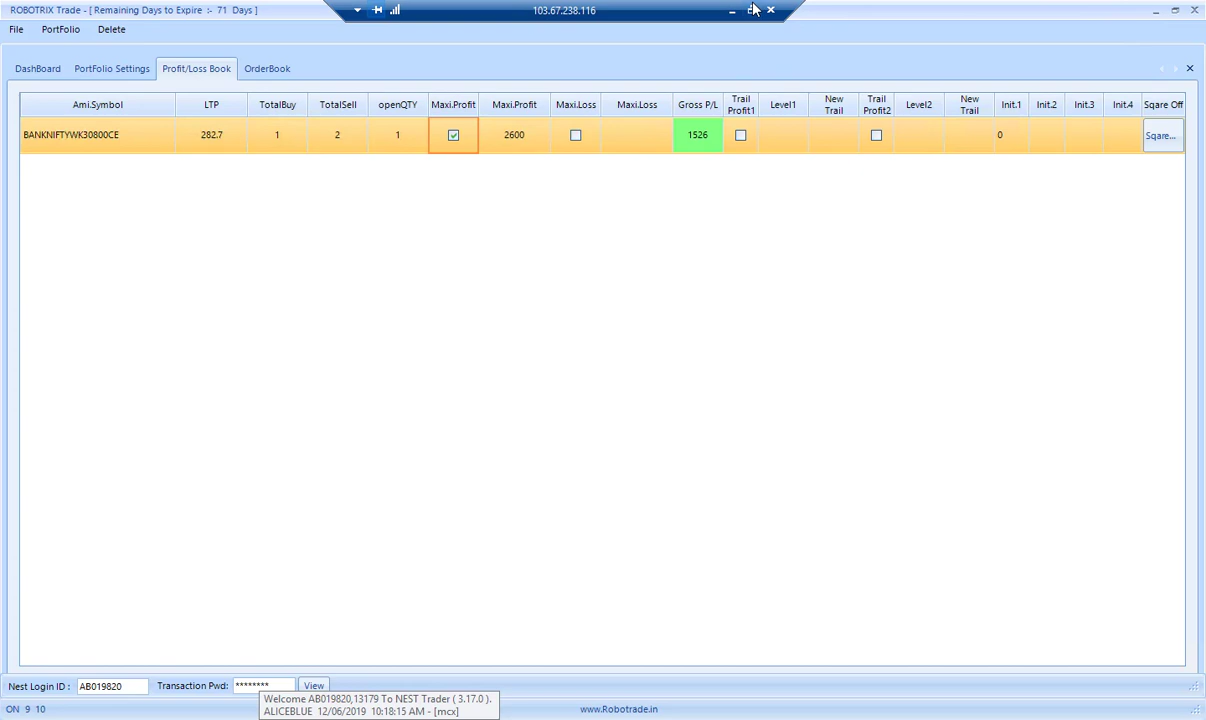 ROBOTRIX Trade - [ Remaining Days to Expire :- 71 Days ]
103.67.238.116
File PortFolio Delete
DashBoard PortFolio Settings Profit/Loss Book OrderBook
Ami.Symbol LTP TotalBuy TotalSell openQTY Maxi.Profit Maxi.Profit Maxi.Loss Maxi.Loss Gross P/L Trail Profit1 Level1 New Trail Trail Profit2 Level2 New Trail Init.1 Init.2 Init.3 Init.4 Sqare Off
BANKNIFTYWK30800CE 282.7 1 2 1 2600 1526 0 Sqare...
Nest Login ID : AB019820 Transaction Pwd: ******** View
Welcome AB019820,13179 To NEST Trader ( 3.17.0 ).
ALICEBLUE 12/06/2019 10:18:15 AM - [mcx]
ON 9 10 www.Robotrade.in